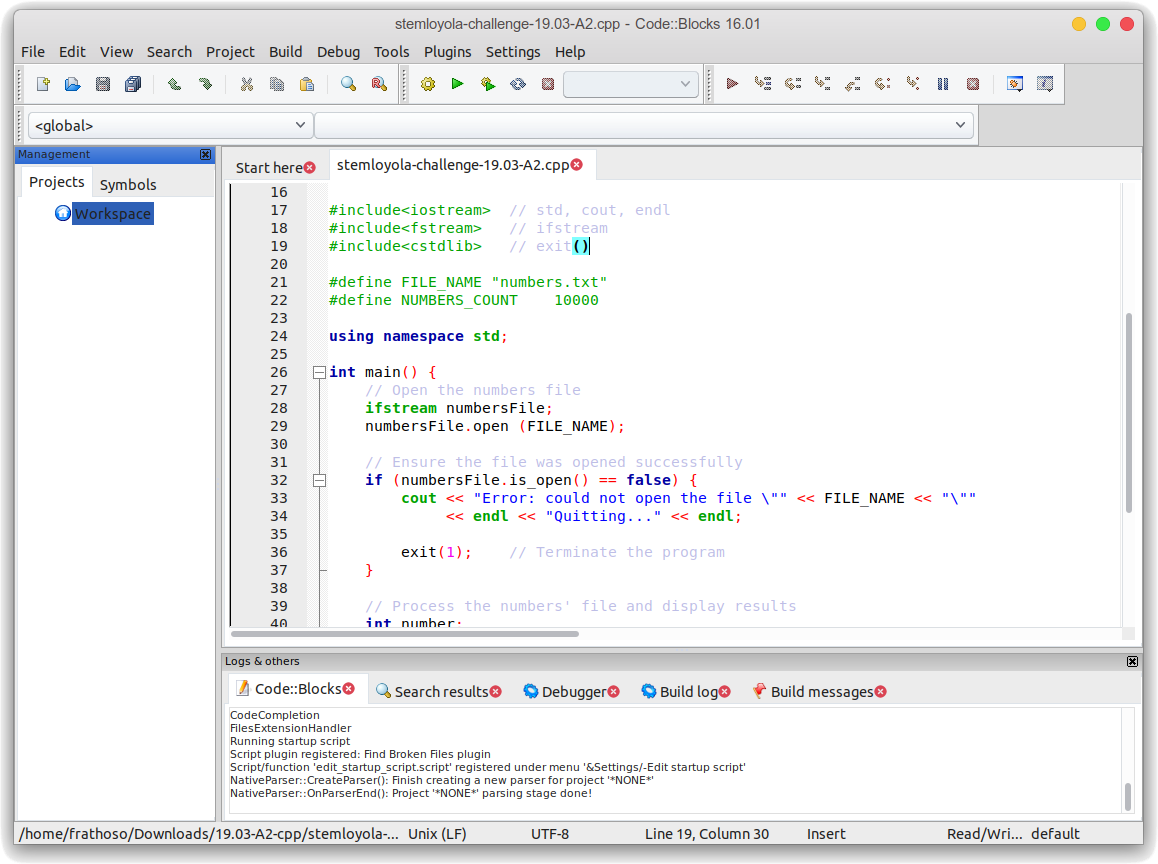 stemloyola-challenge-19.03-A2.cpp - Code::Blocks 16.01
File Edit View Search Project Build Debug Tools Plugins Settings Help
<global>
Management
Projects Symbols
Workspace
Start here stemloyola-challenge-19.03-A2.cpp
16
17 #include<iostream>  // std, cout, endl
18 #include<fstream>   // ifstream
19 #include<cstdlib>   // exit()
20
21 #define FILE_NAME "numbers.txt"
22 #define NUMBERS_COUNT    10000
23
24 using namespace std;
25
26 int main() {
27     // Open the numbers file
28     ifstream numbersFile;
29     numbersFile.open (FILE_NAME);
30
31     // Ensure the file was opened successfully
32     if (numbersFile.is_open() == false) {
33         cout << "Error: could not open the file \"" << FILE_NAME << "\""
34              << endl << "Quitting..." << endl;
35
36         exit(1);    // Terminate the program
37     }
38
39     // Process the numbers' file and display results
40     int number;
Logs & others
Code::Blocks Search results Debugger Build log Build messages
CodeCompletion
FilesExtensionHandler
Running startup script
Script plugin registered: Find Broken Files plugin
Script/function 'edit_startup_script.script' registered under menu '&Settings/-Edit startup script'
NativeParser::CreateParser(): Finish creating a new parser for project '*NONE*'
NativeParser::OnParserEnd(): Project '*NONE*' parsing stage done!
/home/frathoso/Downloads/19.03-A2-cpp/stemloyola-... Unix (LF) UTF-8 Line 19, Column 30 Insert Read/Wri... default